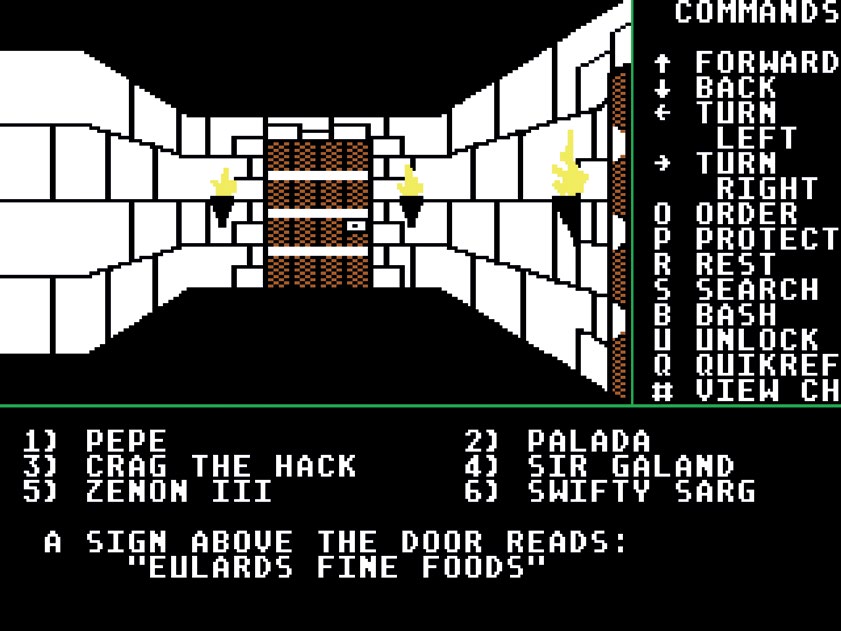 COMMANDS
↑ FORWARD
↓ BACK
← TURN
LEFT
→ TURN
RIGHT
O ORDER
P PROTECT
R REST
S SEARCH
B BASH
U UNLOCK
Q QUIKREF
# VIEW CH
1) PEPE 2) PALADA
3) CRAG THE HACK 4) SIR GALAND
5) ZENON III 6) SWIFTY SARG
A SIGN ABOVE THE DOOR READS:
"EULARDS FINE FOODS"